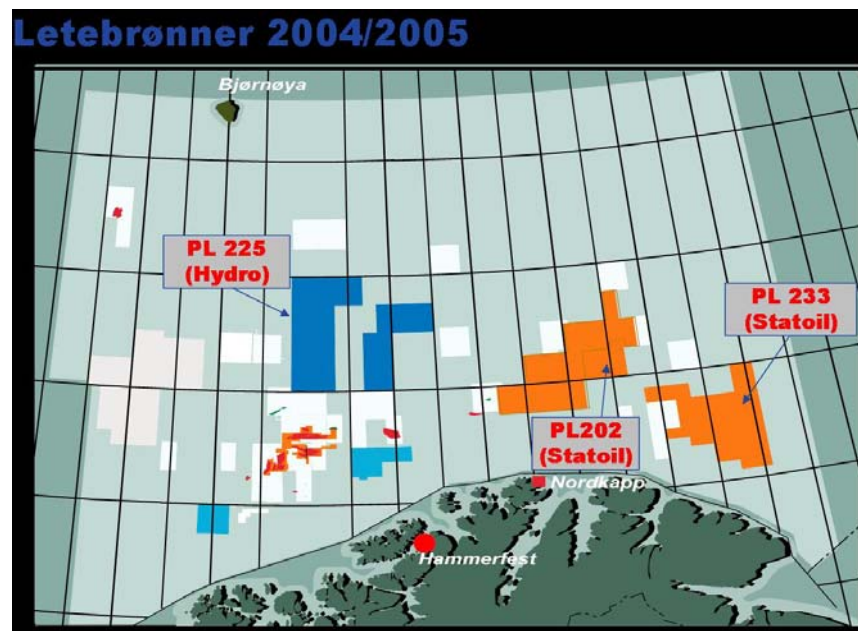 Letebrønner 2004/2005
Bjørnøya
PL 225
(Hydro)
PL 233
(Statoil)
PL202
(Statoil)
Nordkapp
Hammerfest